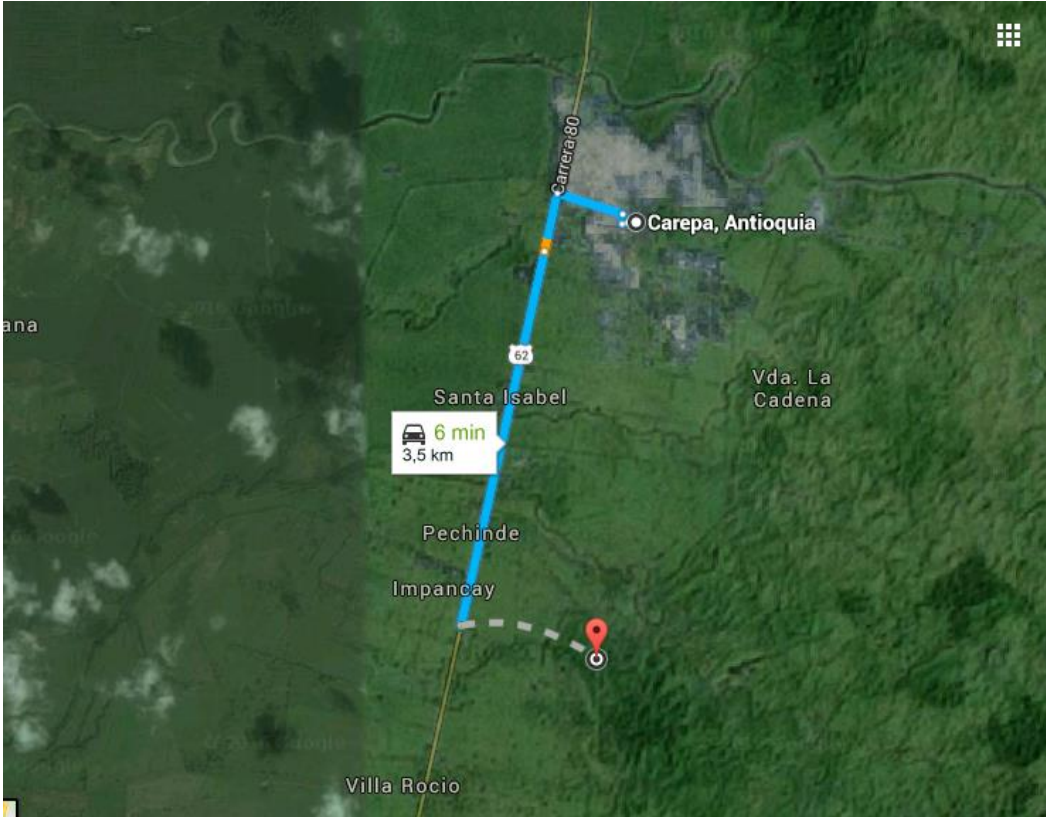 Carrera 80
Carepa, Antioquia
ana
62
Vda. La
Cadena
Santa Isabel
6 min
3,5 km
Pechinde
Impancay
Villa Rocio